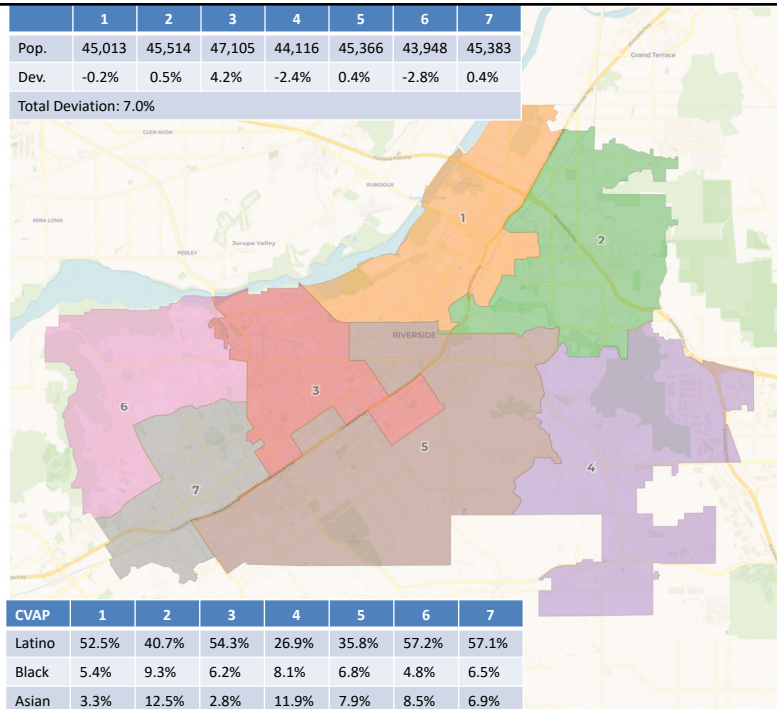 1 2 3 4 5 6 7
Pop. 45,013 45,514 47,105 44,116 45,366 43,948 45,383
Dev. -0.2% 0.5% 4.2% -2.4% 0.4% -2.8% 0.4%
Total Deviation: 7.0%
Grand Terrace
GLEN AVON
RUBIDOUX
MIRA LOMA
1
2
Jurupa Valley
PEDLEY
RIVERSIDE
3
6
5
4
7
CVAP 1 2 3 4 5 6 7
Latino 52.5% 40.7% 54.3% 26.9% 35.8% 57.2% 57.1%
Black 5.4% 9.3% 6.2% 8.1% 6.8% 4.8% 6.5%
Asian 3.3% 12.5% 2.8% 11.9% 7.9% 8.5% 6.9%